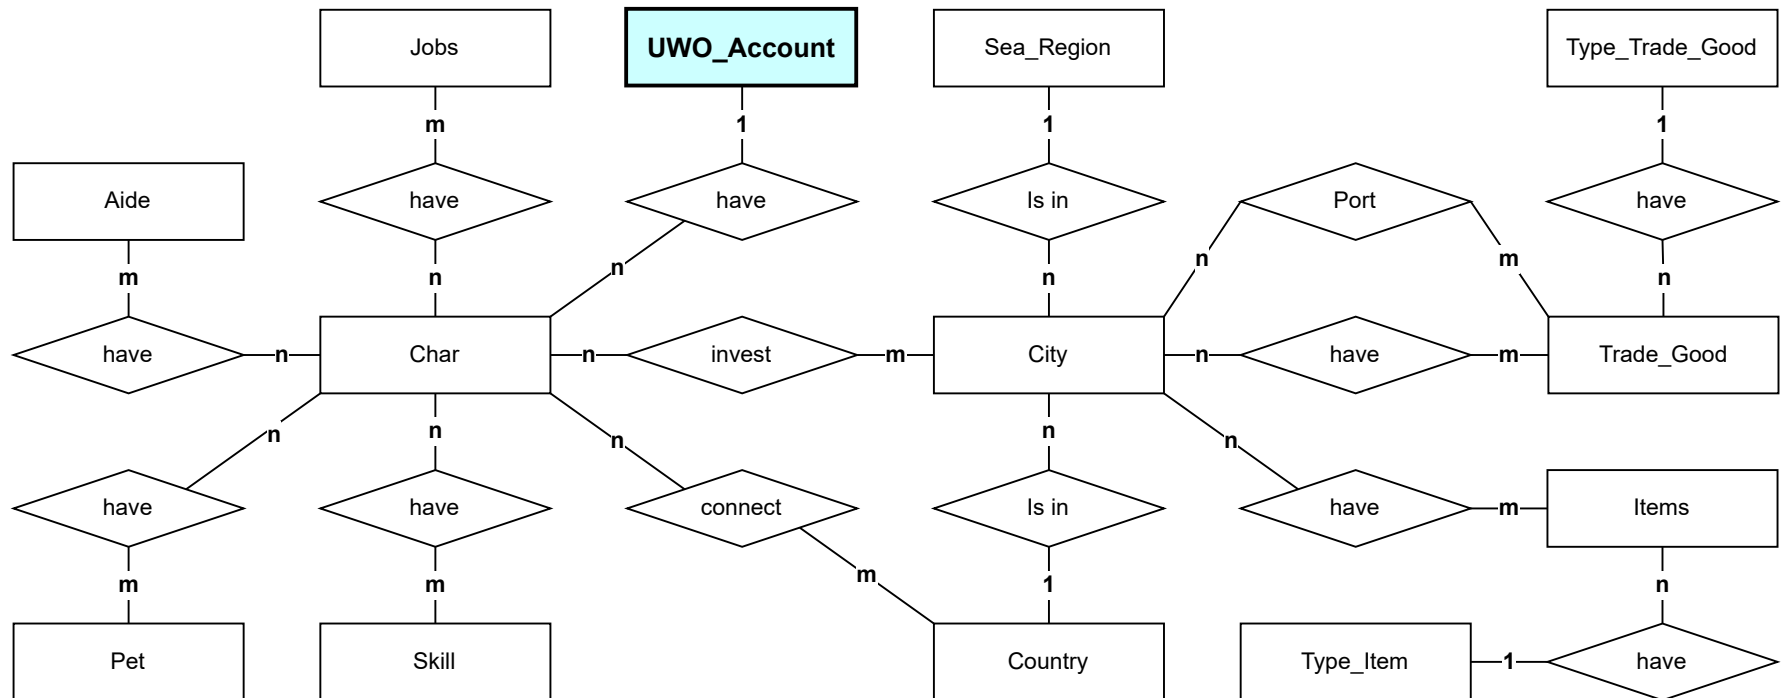 Jobs
UWO_Account
Sea_Region
Type_Trade_Good
m
1
1
1
Aide
have
have
Is in
Port
have
m
n
n
n
n
m
n
have
n
Char
n
invest
m
City
n
have
m
Trade_Good
n
n
n
n
n
have
have
connect
Is in
have
m
Items
m
m
m
1
n
Pet
Skill
Country
Type_Item
1
have